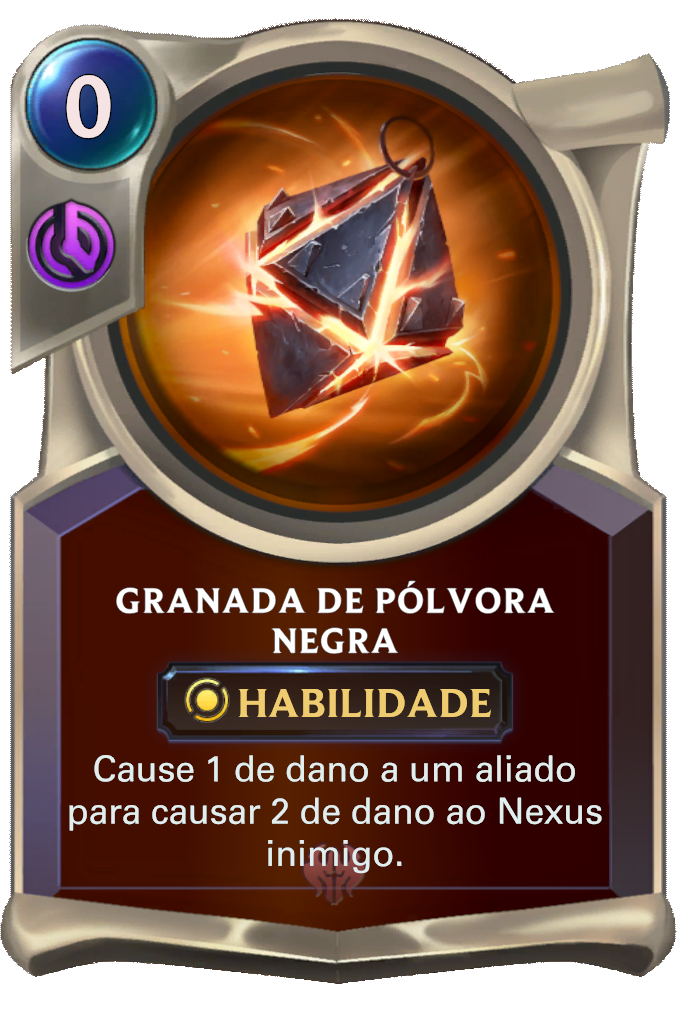 0
GRANADA DE PÓLVORA
NEGRA
HABILIDADE
Cause 1 de dano a um aliado
para causar 2 de dano ao Nexus
inimigo.